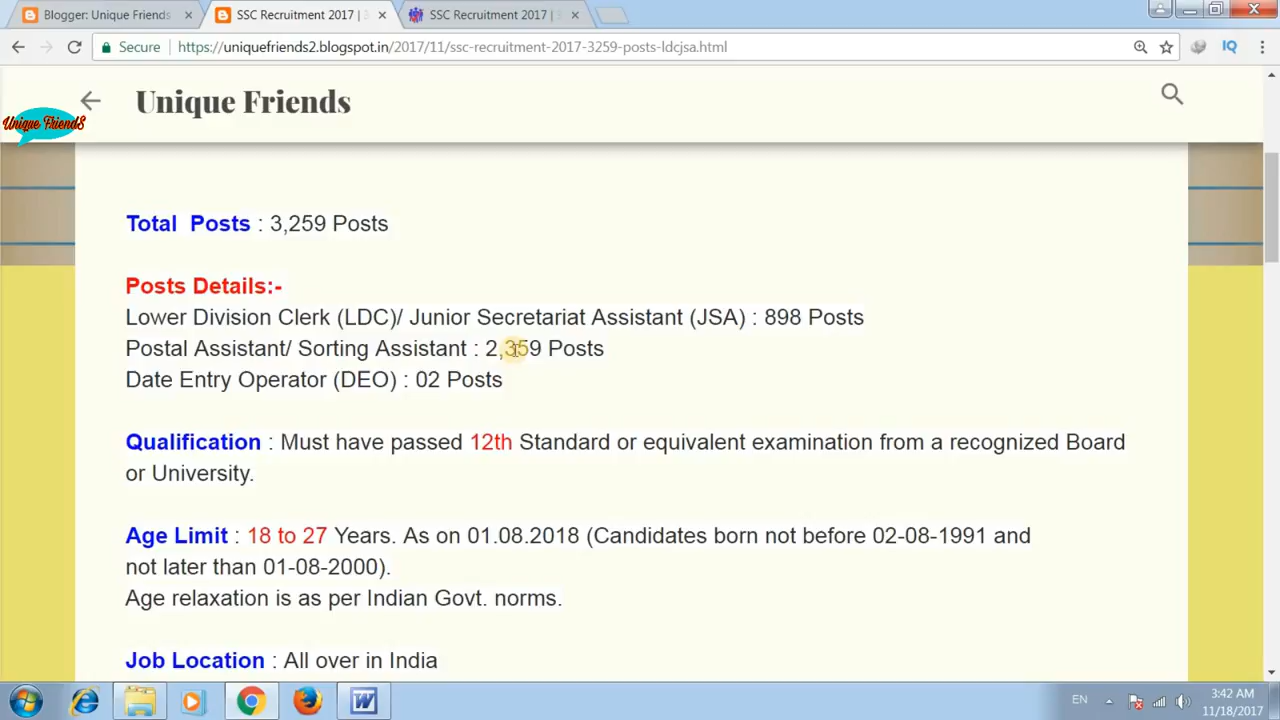 Blogger: Unique Friends
SSC Recruitment 2017 | 3
SSC Recruitment 2017 | 3
Secure
https://uniquefriends2.blogspot.in/2017/11/ssc-recruitment-2017-3259-posts-ldcjsa.html
IQ
Unique FriendS
Unique Friends
Total Posts : 3,259 Posts
Posts Details:-
Lower Division Clerk (LDC)/ Junior Secretariat Assistant (JSA) : 898 Posts
Postal Assistant/ Sorting Assistant : 2,359 Posts
Date Entry Operator (DEO) : 02 Posts
Qualification : Must have passed 12th Standard or equivalent examination from a recognized Board
or University.
Age Limit : 18 to 27 Years. As on 01.08.2018 (Candidates born not before 02-08-1991 and
not later than 01-08-2000).
Age relaxation is as per Indian Govt. norms.
Job Location : All over in India
EN
3:42 AM
11/18/2017